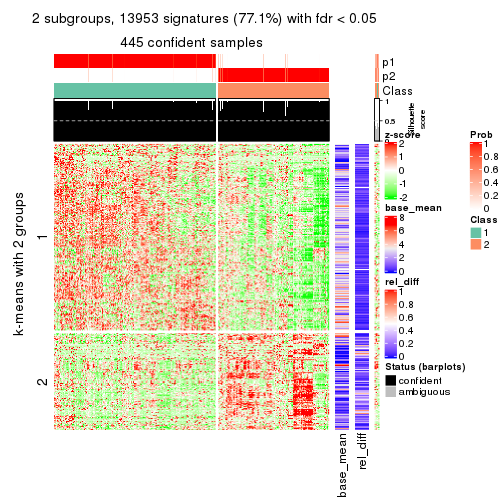 2 subgroups, 13953 signatures (77.1%) with fdr < 0.05
445 confident samples
p1
p2
Class
1
0.5
0
Silhouette
score
k-means with 2 groups
1
2
z-score
2
1
0
-1
-2
base_mean
8
6
4
2
0
rel_diff
1
0.8
0.6
0.4
0.2
0
Status (barplots)
confident
ambiguous
Prob
1
0.8
0.6
0.4
0.2
0
Class
1
2
base_mean
rel_diff